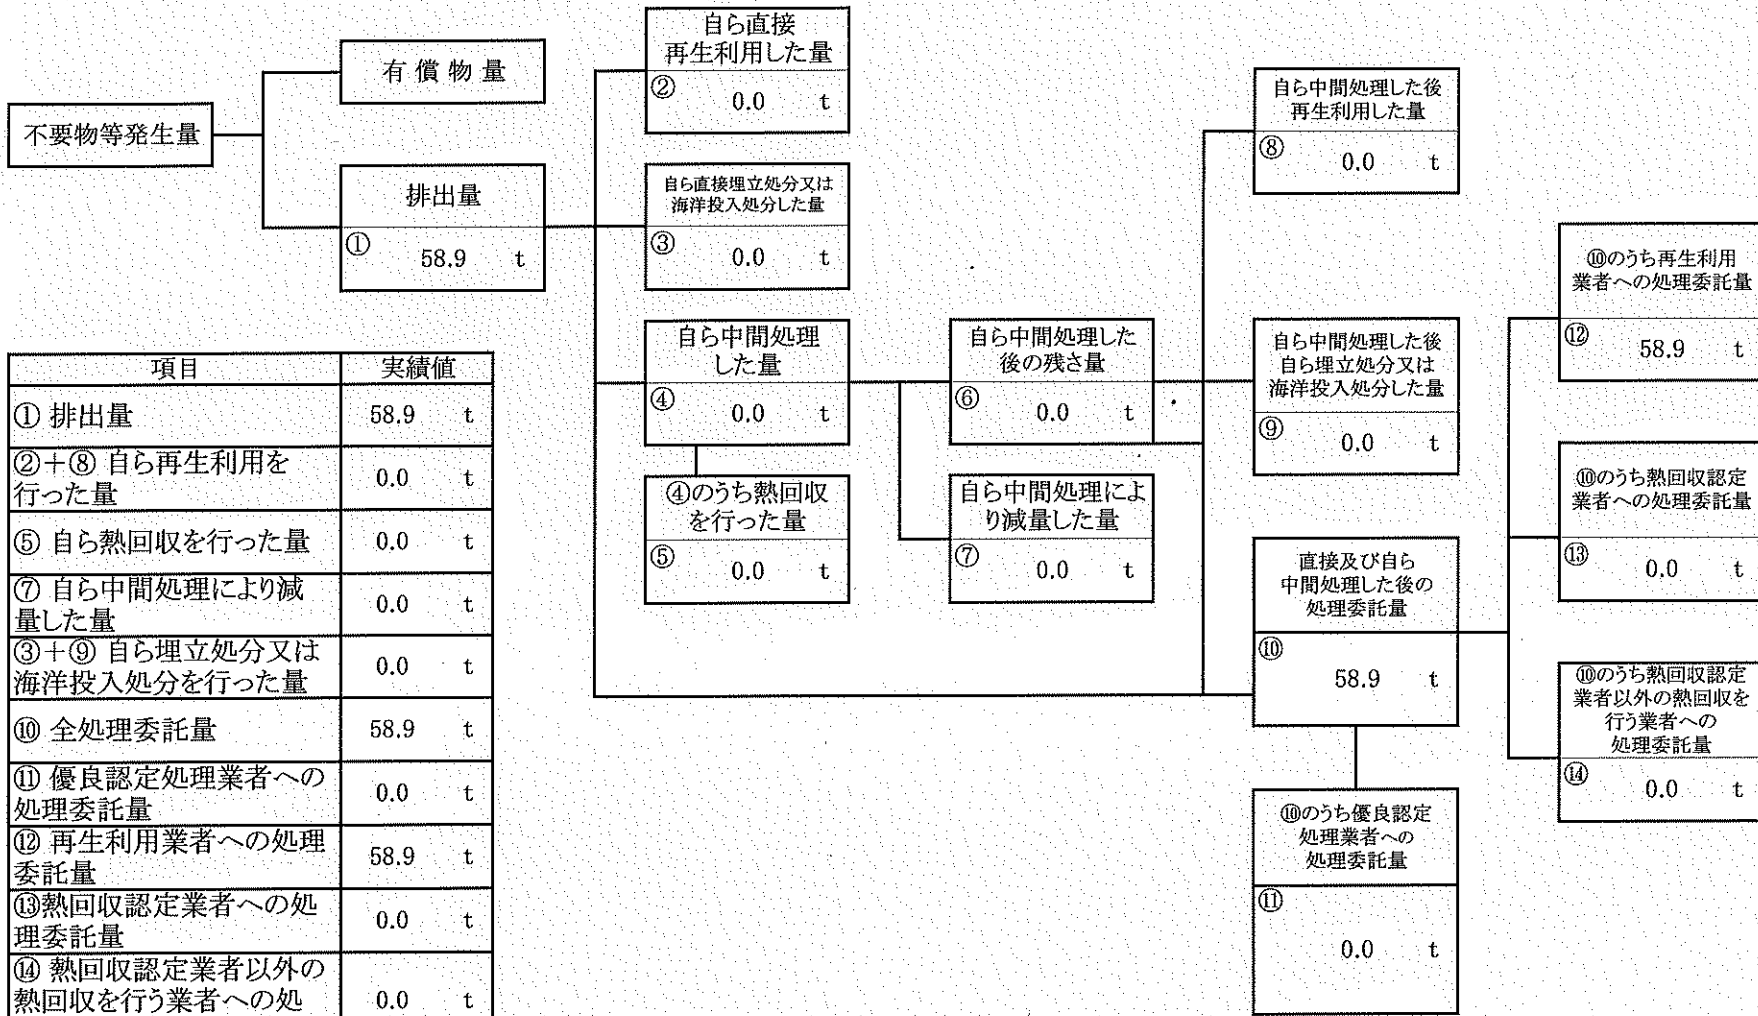 不要物等発生量
有償物量
排出量
① 58.9 t
自ら直接
再生利用した量
② 0.0 t
自ら直接埋立処分又は
海洋投入処分した量
③ 0.0 t
自ら中間処理
した量
④ 0.0 t
④のうち熱回収
を行った量
⑤ 0.0 t
自ら中間処理した
後の残さ量
⑥ 0.0 t
自ら中間処理によ
り減量した量
⑦ 0.0 t
自ら中間処理した後
再生利用した量
⑧ 0.0 t
自ら中間処理した後
自ら埋立処分又は
海洋投入処分した量
⑨ 0.0 t
直接及び自ら
中間処理した後の
処理委託量
⑩ 58.9 t
⑩のうち優良認定
処理業者への
処理委託量
⑪ 0.0 t
⑩のうち再生利用
業者への処理委託量
⑫ 58.9 t
⑩のうち熱回収認定
業者への処理委託量
⑬ 0.0 t
⑩のうち熱回収認定
業者以外の熱回収を
行う業者への
処理委託量
⑭ 0.0 t
項目 実績値
① 排出量 58.9 t
②+⑧ 自ら再生利用を
行った量 0.0 t
⑤ 自ら熱回収を行った量 0.0 t
⑦ 自ら中間処理により減
量した量 0.0 t
③+⑨ 自ら埋立処分又は
海洋投入処分を行った量 0.0 t
⑩ 全処理委託量 58.9 t
⑪ 優良認定処理業者への
処理委託量 0.0 t
⑫ 再生利用業者への処理
委託量 58.9 t
⑬熱回収認定業者への処
理委託量 0.0 t
⑭ 熱回収認定業者以外の
熱回収を行う業者への処 0.0 t